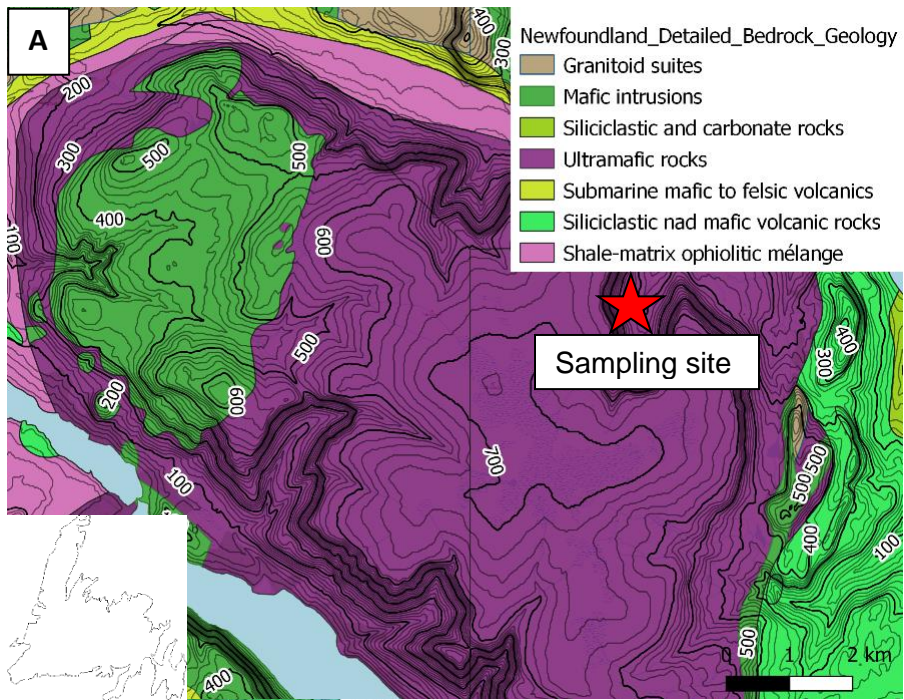 A
Newfoundland_Detailed_Bedrock_Geology
Granitoid suites
Mafic intrusions
Siliciclastic and carbonate rocks
Ultramafic rocks
Submarine mafic to felsic volcanics
Siliciclastic nad mafic volcanic rocks
Shale-matrix ophiolitic mélange
400
300
200
300
500
500
400
100
600
500
Sampling site
400
300
200
600
700
500
500
100
400
100
500
400
0 1 2 km